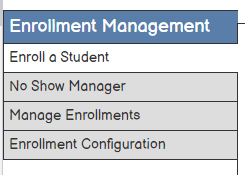 Enrollment Management
Enroll a Student
No Show Manager
Manage Enrollments
Enrollment Configuration